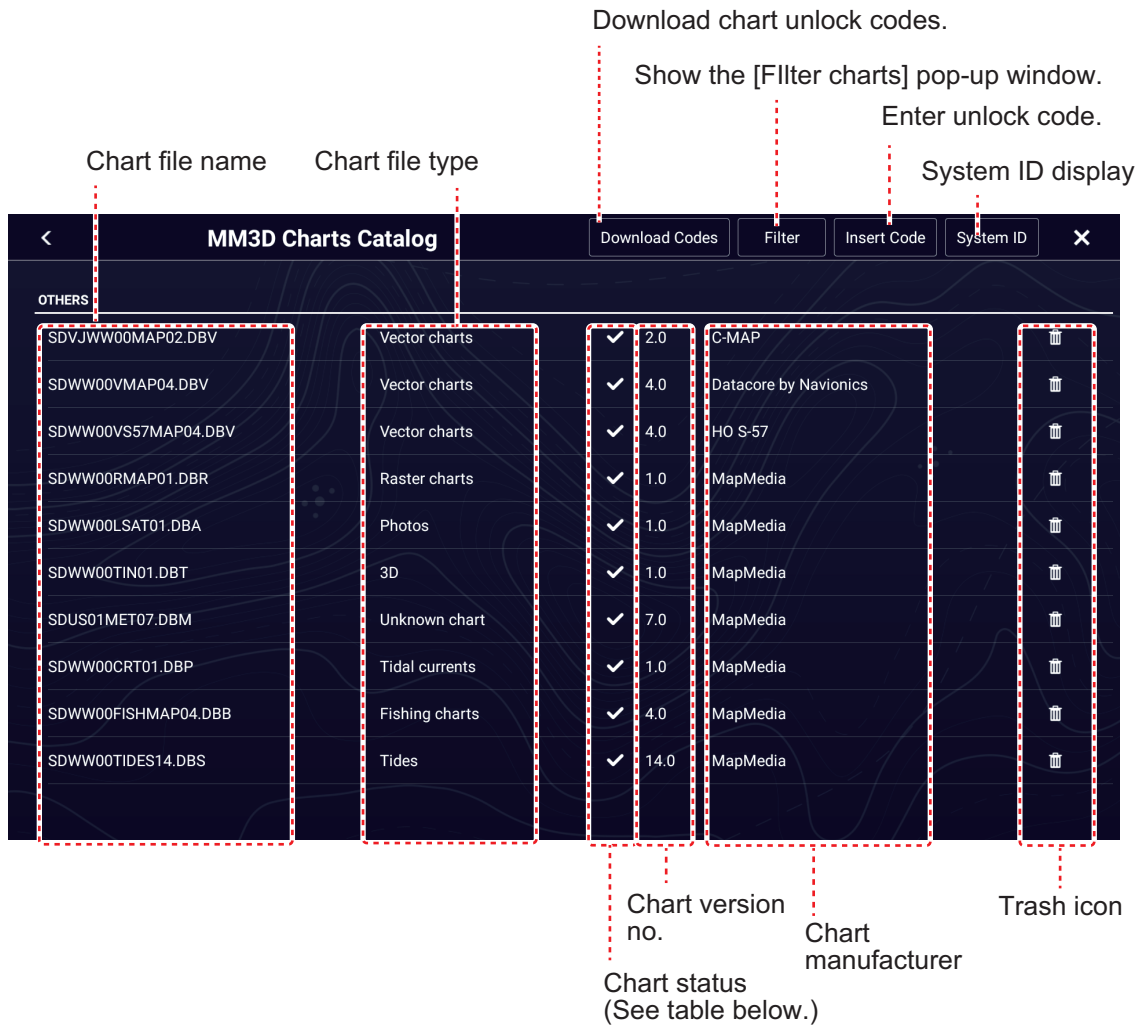 Download chart unlock codes.
Show the [FIlter charts] pop-up window.
Enter unlock code.
Chart file name Chart file type
System ID display
MM3D Charts Catalog Download Codes Filter Insert Code System ID
OTHERS
SDVJWW00MAP02.DBV Vector charts 2.0 C-MAP
SDWW00VMAP04.DBV Vector charts 4.0 Datacore by Navionics
SDWW00VS57MAP04.DBV Vector charts 4.0 HO S-57
SDWW00RMAP01.DBR Raster charts 1.0 MapMedia
SDWW00LSAT01.DBA Photos 1.0 MapMedia
SDWW00TIN01.DBT 3D 1.0 MapMedia
SDUS01MET07.DBM Unknown chart 7.0 MapMedia
SDWW00CRT01.DBP Tidal currents 1.0 MapMedia
SDWW00FISHMAP04.DBB Fishing charts 4.0 MapMedia
SDWW00TIDES14.DBS Tides 14.0 MapMedia
Chart version
no.
Trash icon
Chart
manufacturer
Chart status
(See table below.)